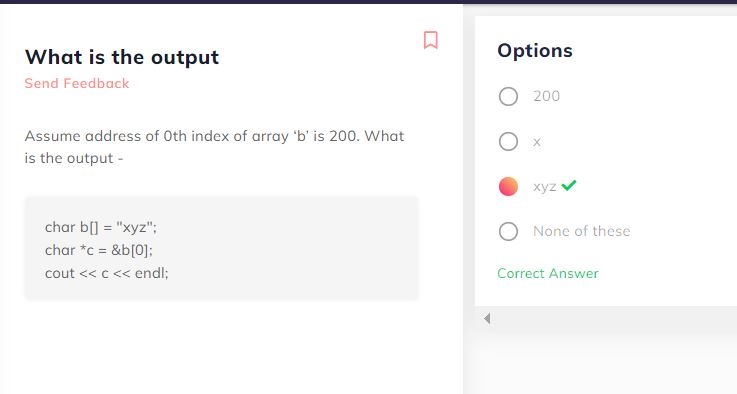 What is the output
Send Feedback
Assume address of 0th index of array ‘b’ is 200. What
is the output -
char b[] = "xyz";
char *c = &b[0];
cout << c << endl;
Options
200
x
xyz
None of these
Correct Answer